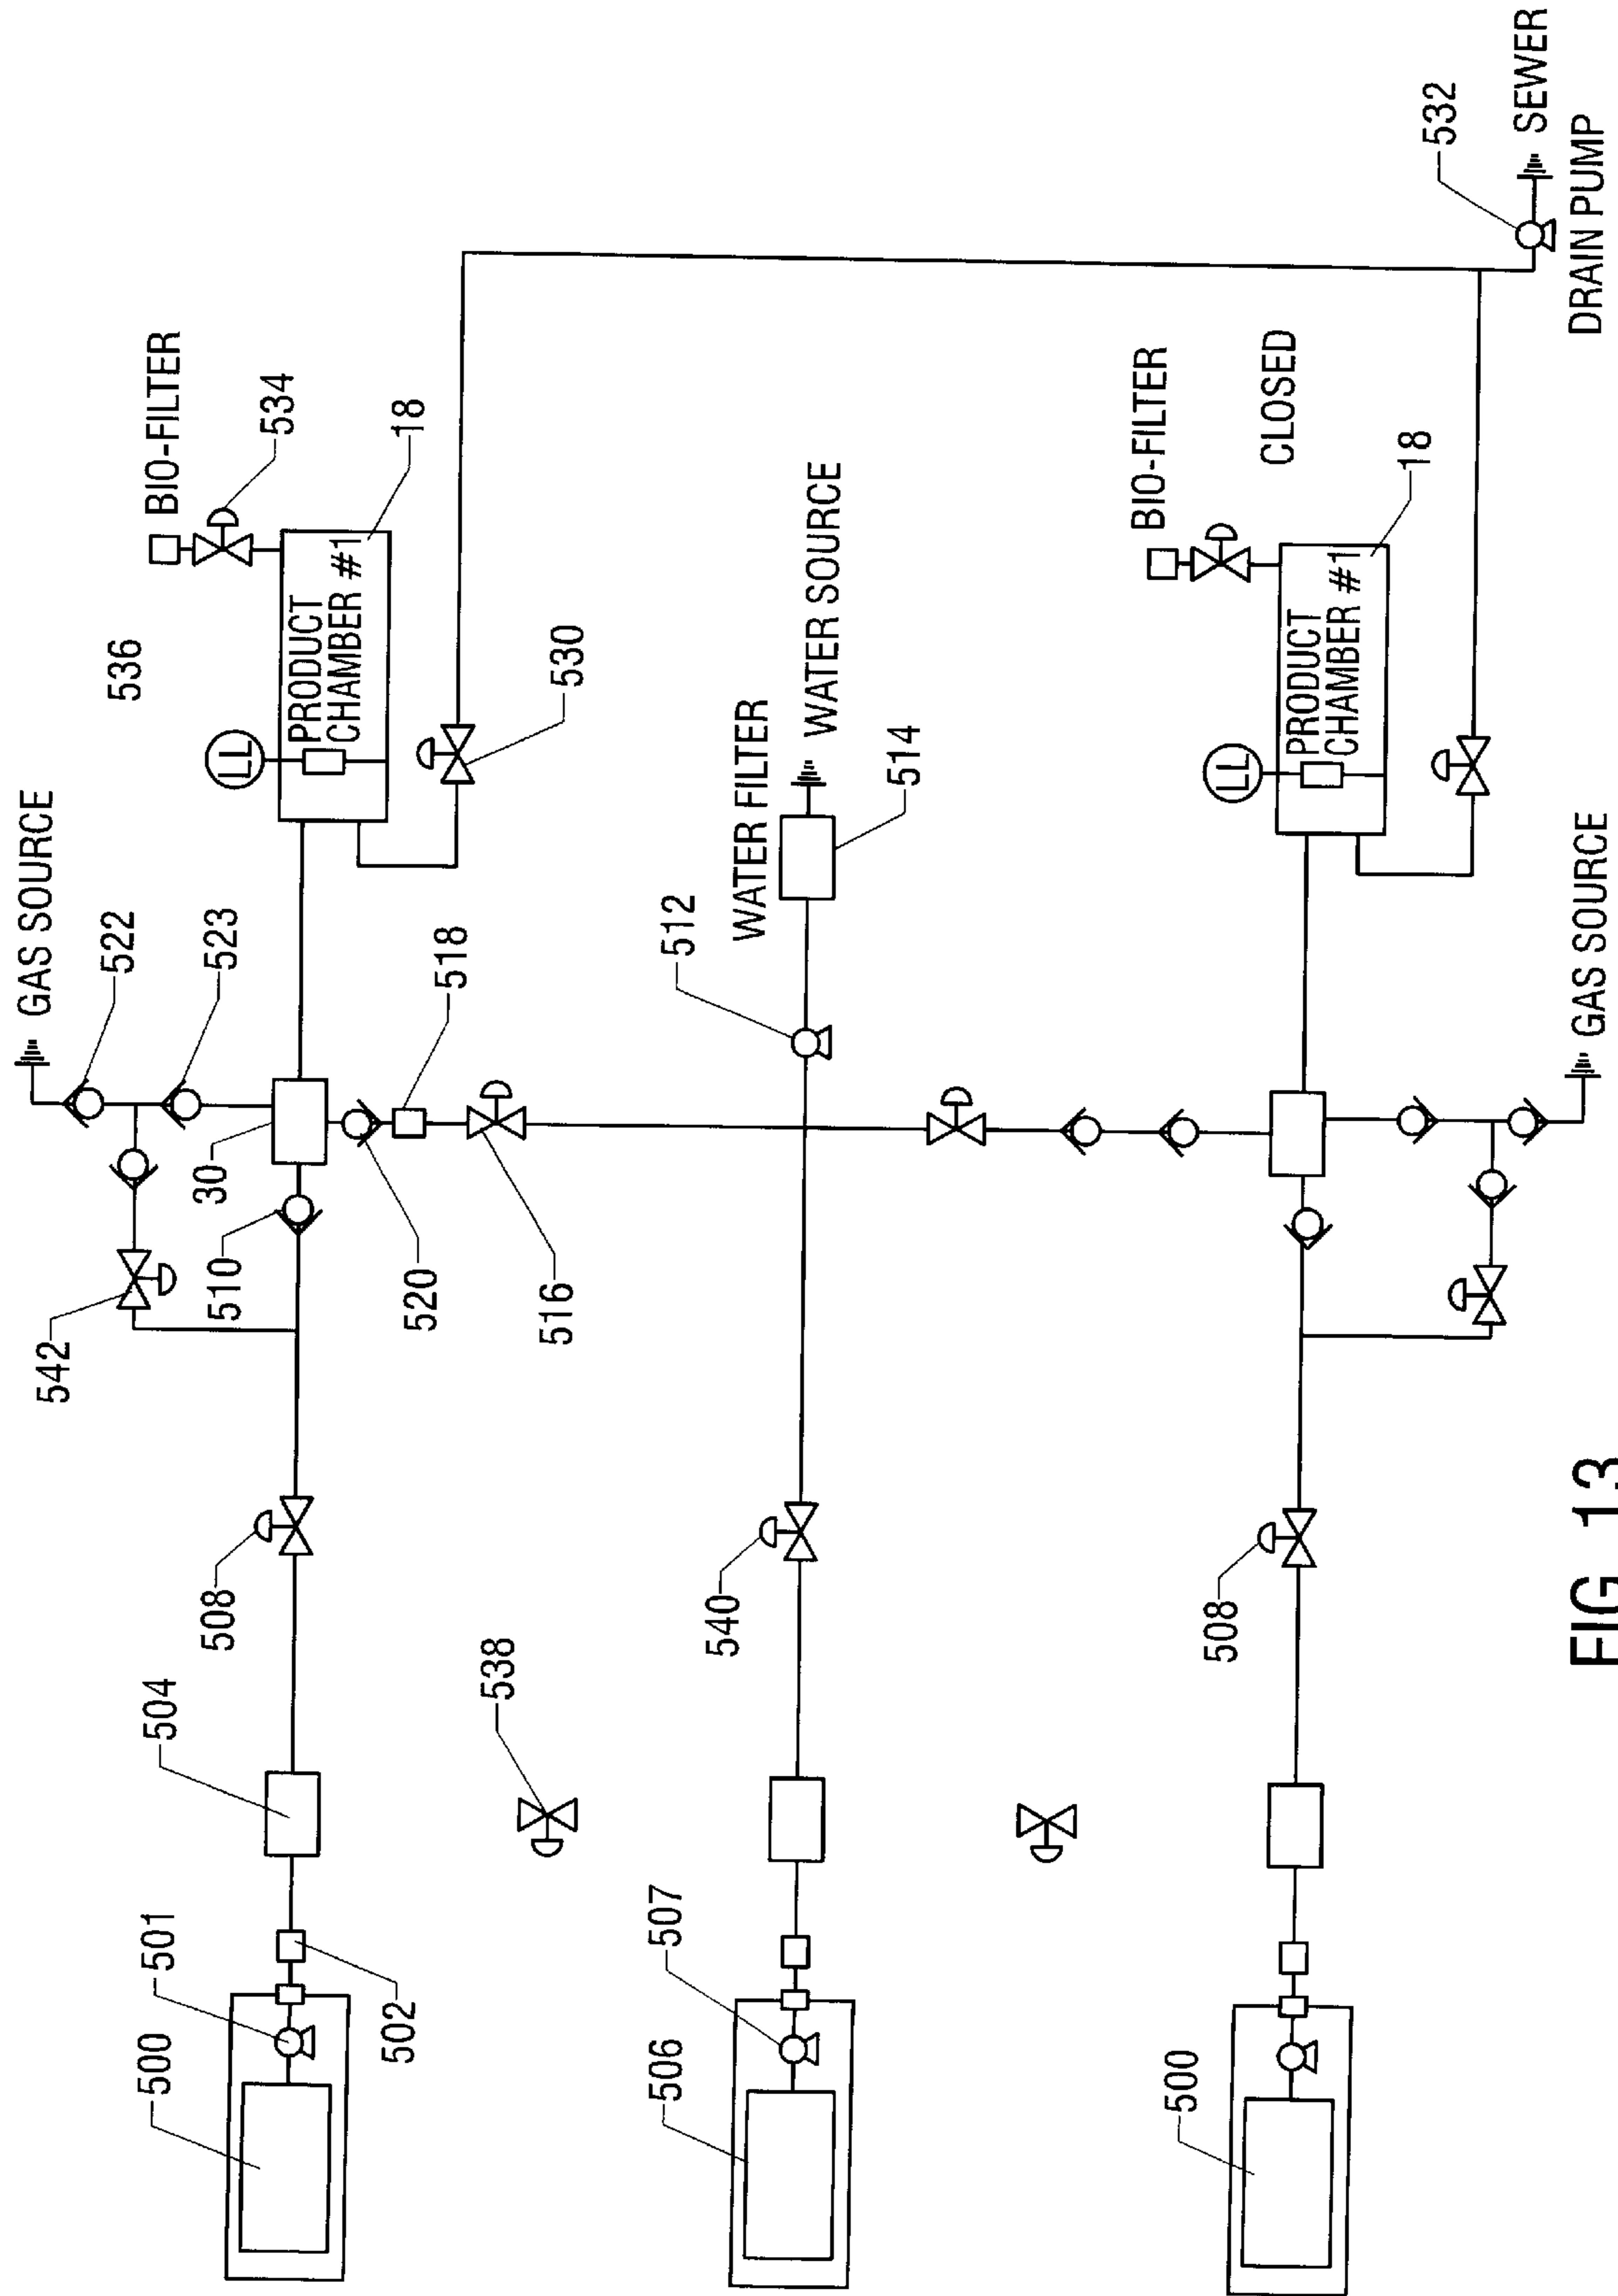 GAS SOURCE
522
523
536
BIO-FILTER
534
18
LL
PRODUCT
CHAMBER #1
530
542
30
510
520
518
516
508
504
501
500
502
538
WATER FILTER
WATER SOURCE
514
512
540
507
506
BIO-FILTER
CLOSED
18
LL
PRODUCT
CHAMBER #1
532
SEWER
DRAIN PUMP
GAS SOURCE
508
500
FIG. 13